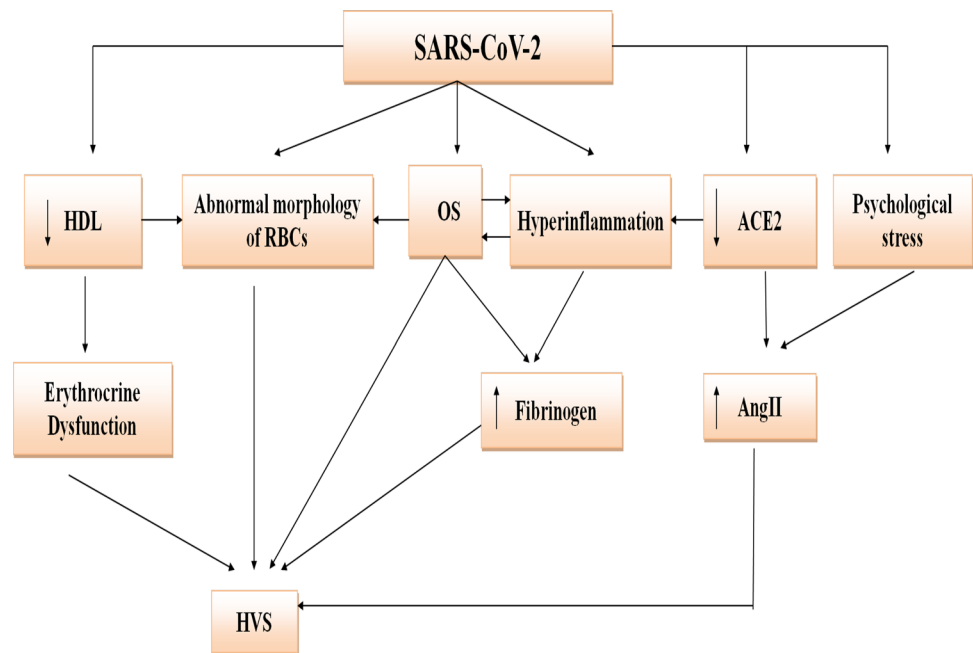 SARS-CoV-2
HDL
Abnormal morphology
of RBCs
OS
Hyperinflammation
ACE2
Psychological
stress
Erythrocrine
Dysfunction
Fibrinogen
AngII
HVS